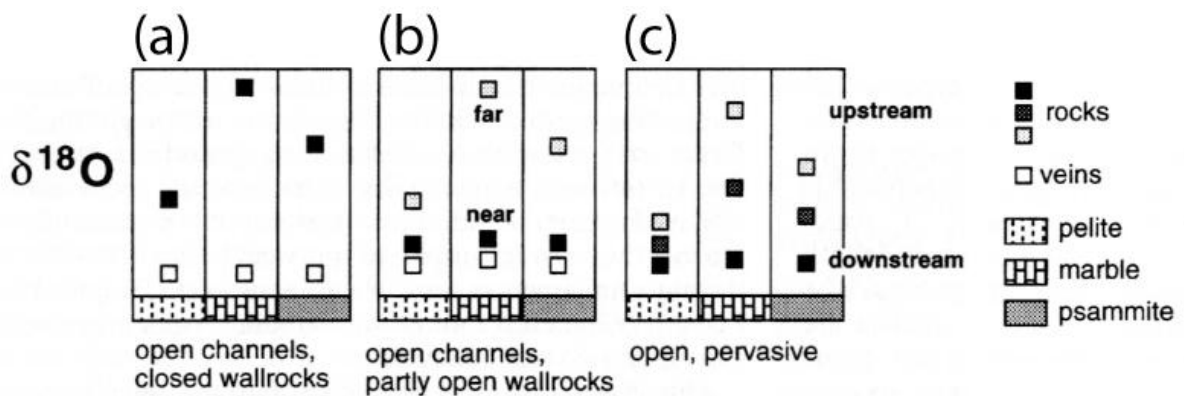 (a)
(b)
(c)
δ18O
far
near
upstream
downstream
open channels,
closed wallrocks
open channels,
partly open wallrocks
open, pervasive
rocks
veins
pelite
marble
psammite